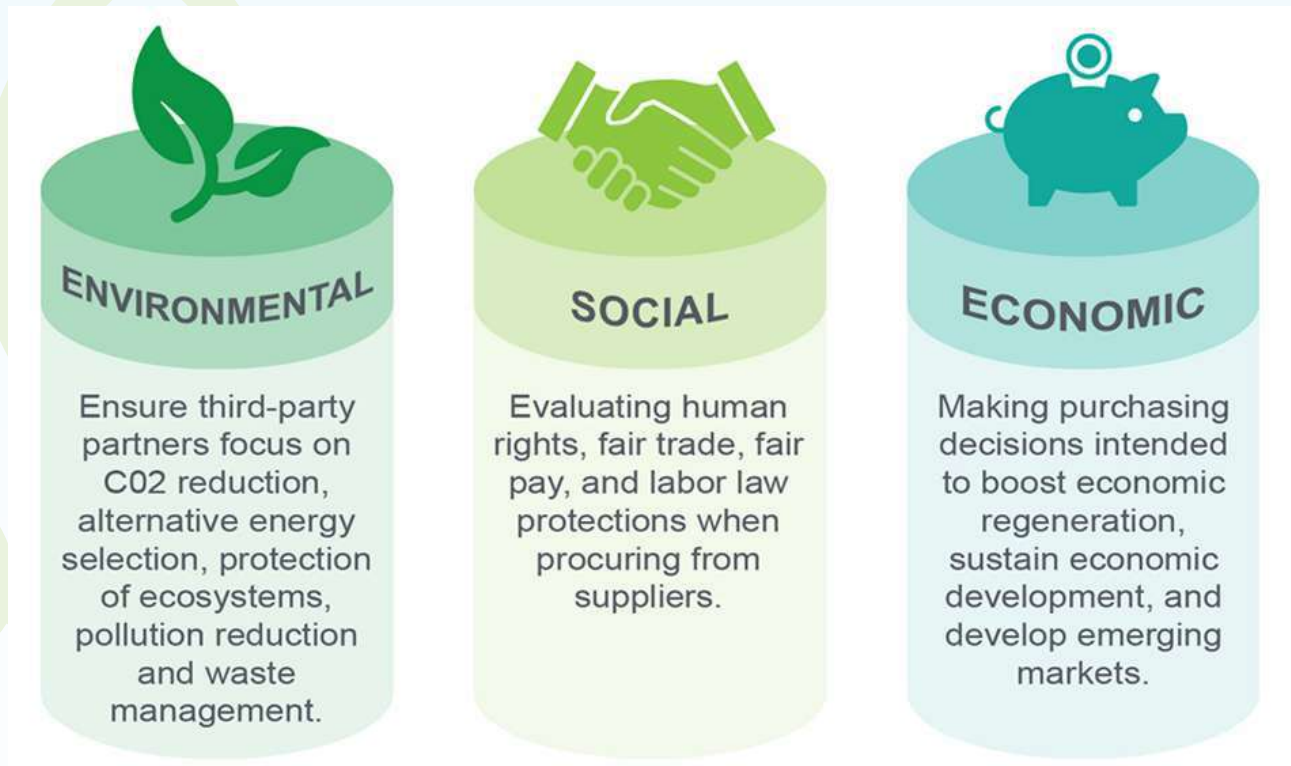 ENVIRONMENTAL
Ensure third-party
partners focus on
C02 reduction,
alternative energy
selection, protection
of ecosystems,
pollution reduction
and waste
management.
SOCIAL
Evaluating human
rights, fair trade, fair
pay, and labor law
protections when
procuring from
suppliers.
ECONOMIC
Making purchasing
decisions intended
to boost economic
regeneration,
sustain economic
development, and
develop emerging
markets.